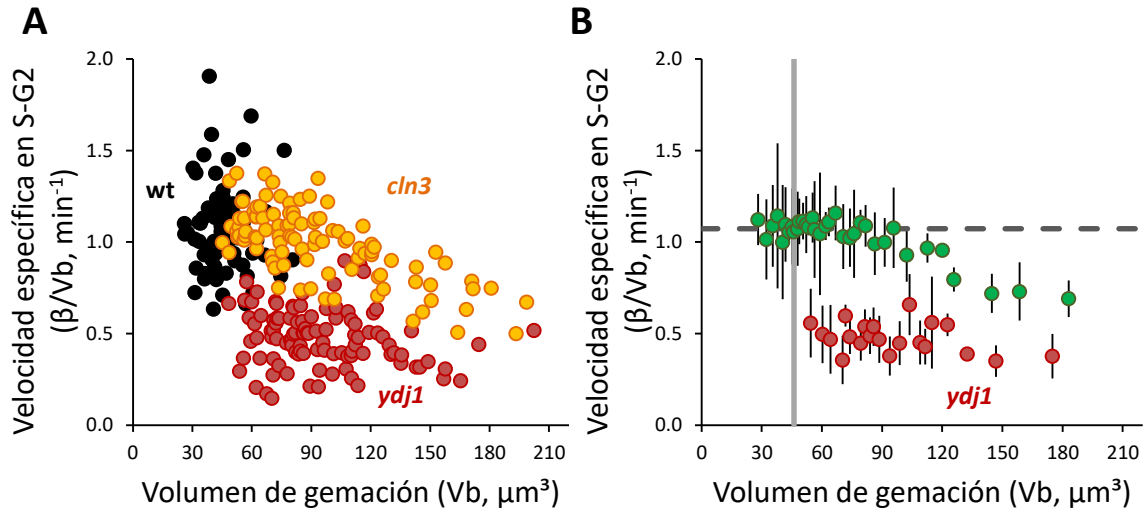 A
Velocidad específica en S-G2
(β/Vb, min⁻¹)
2.0
1.5
1.0
0.5
0.0
wt
cln3
ydj1
0 30 60 90 120 150 180 210
Volumen de gemación (Vb, µm³)
B
Velocidad específica en S-G2
(β/Vb, min⁻¹)
2.0
1.5
1.0
0.5
0.0
ydj1
0 30 60 90 120 150 180 210
Volumen de gemación (Vb, µm³)